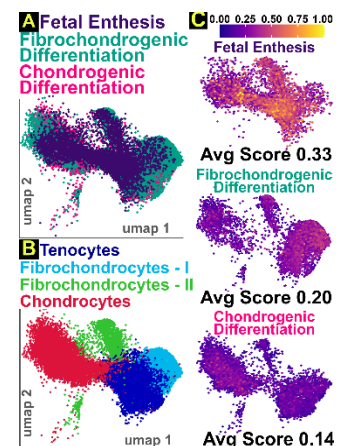 A Fetal Enthesis
Fibrochondrogenic
Differentiation
Chondrogenic
Differentiation
umap 2
umap 1
B Tenocytes
Fibrochondrocytes - I
Fibrochondrocytes - II
Chondrocytes
umap 2
umap 1
C 0.00 0.25 0.50 0.75 1.00
Fetal Enthesis
Avg Score 0.33
Fibrochondrogenic
Differentiation
Avg Score 0.20
Chondrogenic
Differentiation
Avg Score 0.14